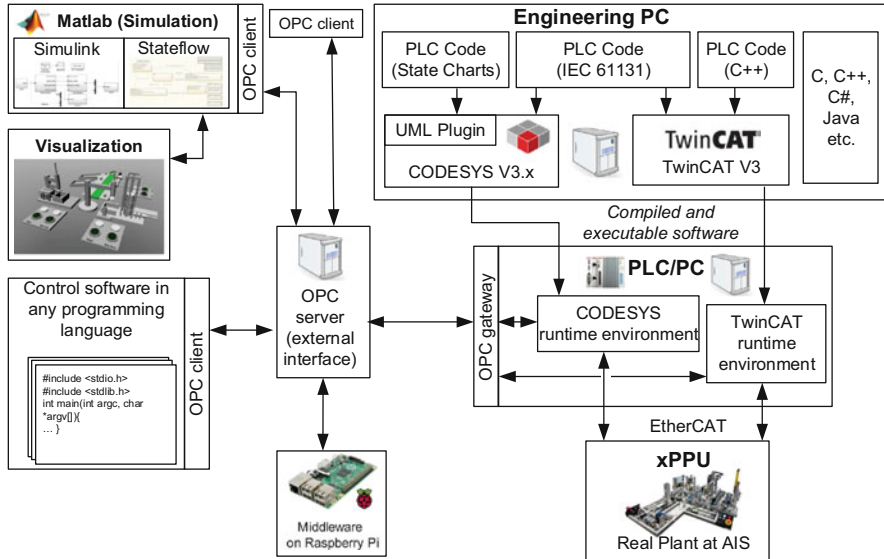 Matlab (Simulation)
Simulink
Stateflow
OPC client
OPC client
Visualization
Control software in
any programming
language
#include <stdio.h>
#include <stdlib.h>
int main(int argc, char
*argv[]){
... }
OPC client
OPC
server
(external
interface)
Middleware
on Raspberry Pi
Engineering PC
PLC Code
(State Charts)
PLC Code
(IEC 61131)
PLC Code
(C++)
C, C++,
C#,
Java
etc.
UML Plugin
CODESYS V3.x
TwinCAT
TwinCAT V3
Compiled and
executable software
OPC gateway
PLC/PC
CODESYS
runtime environment
TwinCAT
runtime
environment
EtherCAT
xPPU
Real Plant at AIS